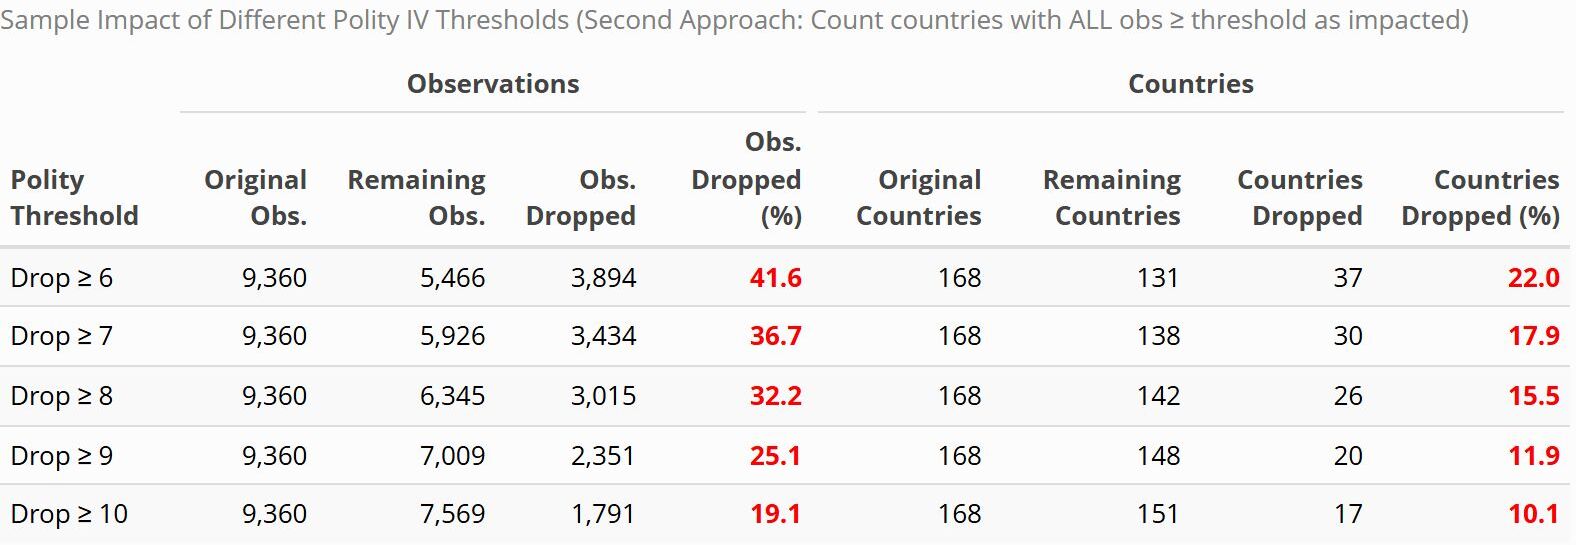 Sample Impact of Different Polity IV Thresholds (Second Approach: Count countries with ALL obs ≥ threshold as impacted)
Observations Countries
Polity Threshold Original Obs. Remaining Obs. Obs. Dropped Obs. Dropped (%) Original Countries Remaining Countries Countries Dropped Countries Dropped (%)
Drop ≥ 6 9,360 5,466 3,894 41.6 168 131 37 22.0
Drop ≥ 7 9,360 5,926 3,434 36.7 168 138 30 17.9
Drop ≥ 8 9,360 6,345 3,015 32.2 168 142 26 15.5
Drop ≥ 9 9,360 7,009 2,351 25.1 168 148 20 11.9
Drop ≥ 10 9,360 7,569 1,791 19.1 168 151 17 10.1